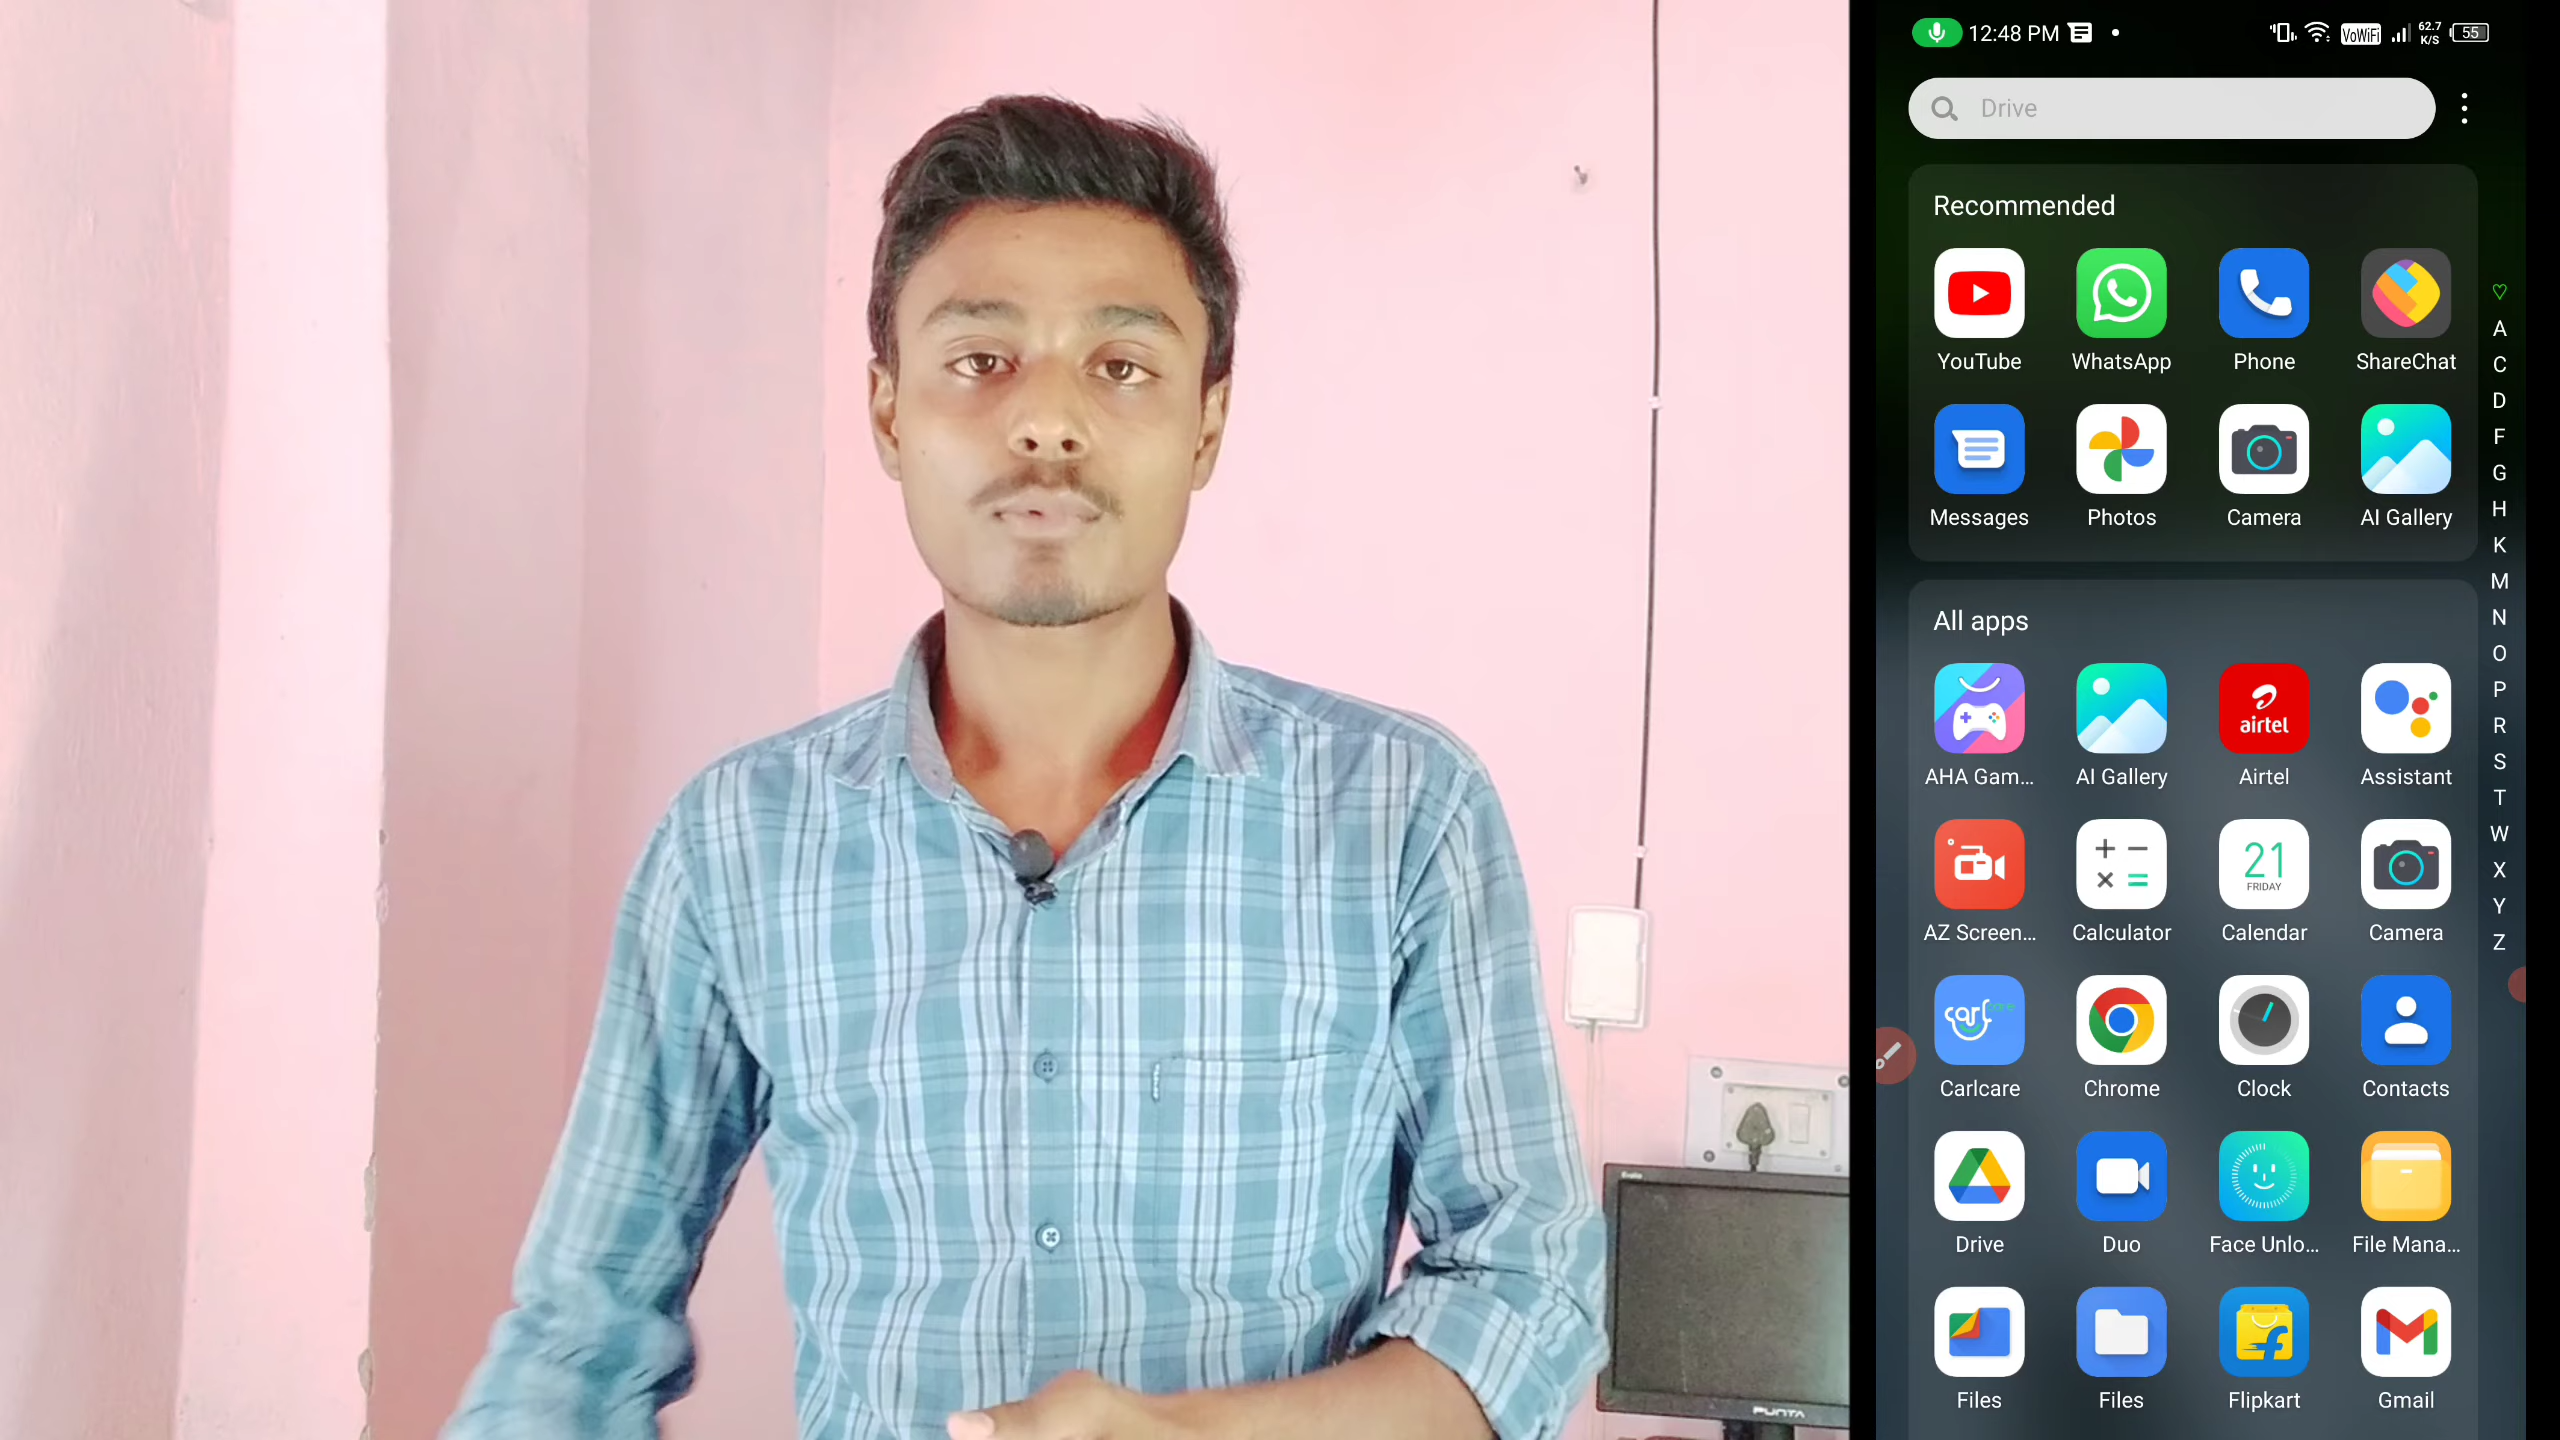 12:48 PM
VoWiFi
62.7
K/S
55
Drive
Recommended
YouTube
WhatsApp
Phone
ShareChat
Messages
Photos
Camera
AI Gallery
All apps
airtel
AHA Gam...
AI Gallery
Airtel
Assistant
21
FRIDAY
AZ Screen...
Calculator
Calendar
Camera
carlcare
Carlcare
Chrome
Clock
Contacts
Drive
Duo
Face Unlo...
File Mana...
Files
Files
Flipkart
Gmail
A
C
D
F
G
H
K
M
N
O
P
R
S
T
W
X
Y
Z
PUNTA